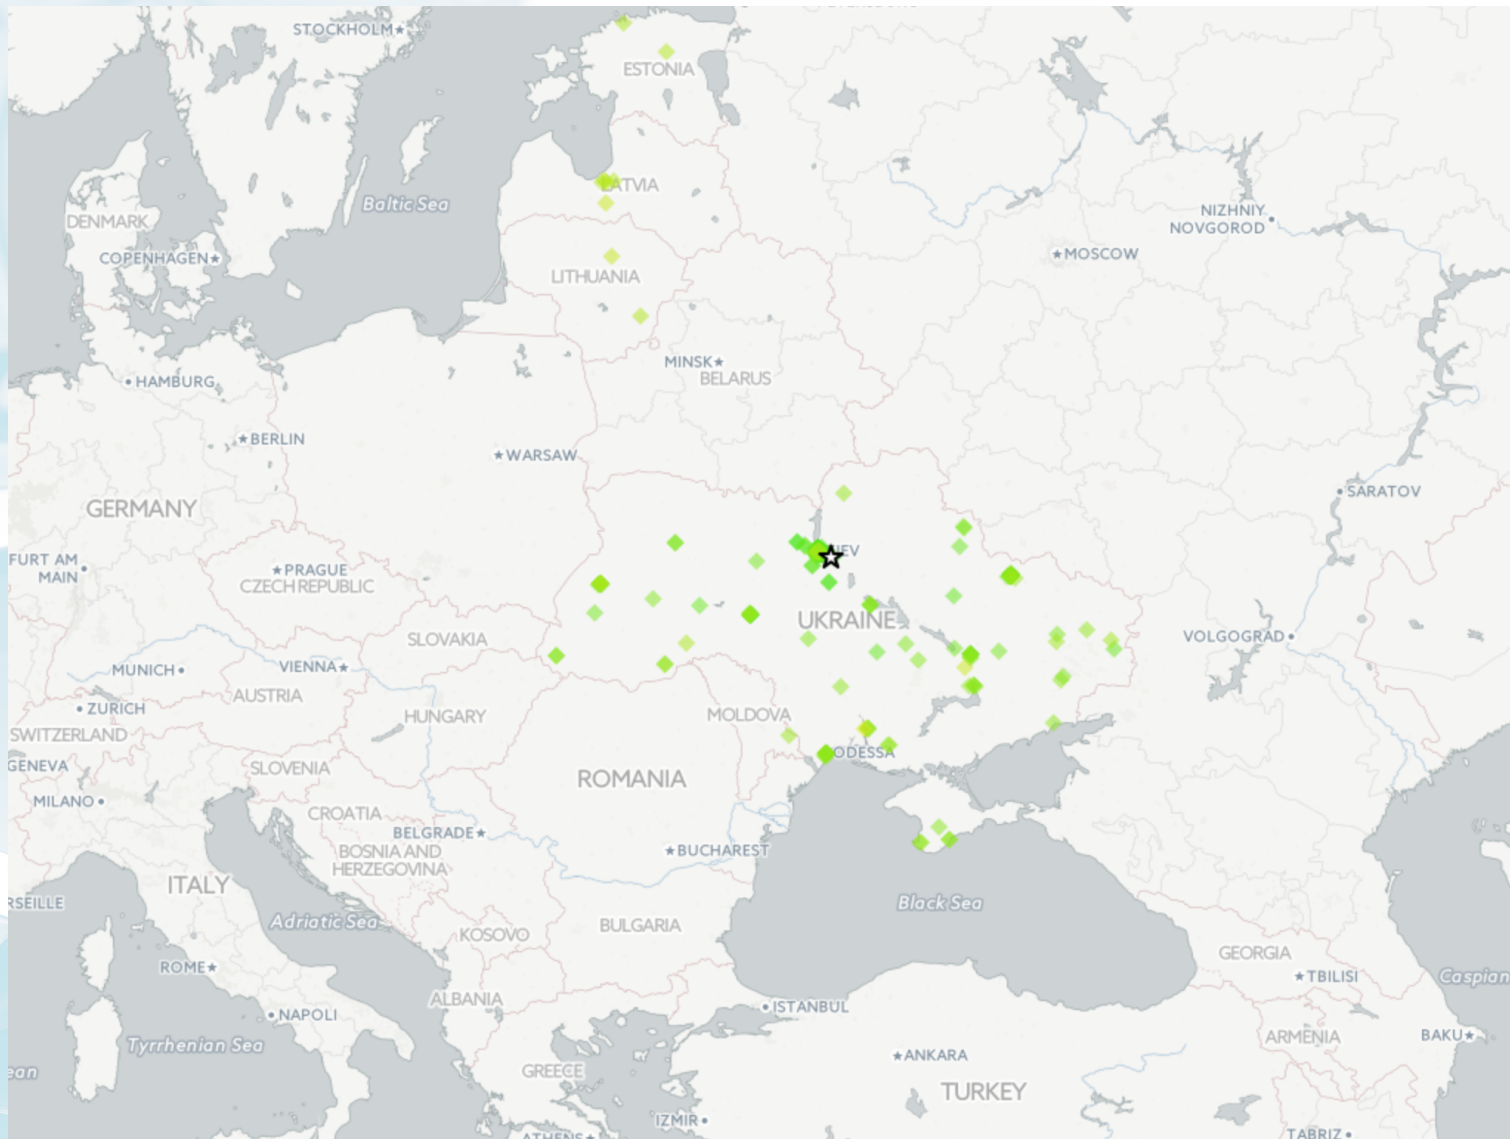 STOCKHOLM
ESTONIA
LATVIA
Baltic Sea
DENMARK
NIZHNIY
NOVGOROD
COPENHAGEN
MOSCOW
LITHUANIA
MINSK
BELARUS
HAMBURG
BERLIN
WARSAW
SARATOV
GERMANY
FURT AM
MAIN
PRAGUE
CZECH REPUBLIC
IEV
UKRAINE
SLOVAKIA
VOLGOGRAD
MUNICH
VIENNA
AUSTRIA
ZURICH
HUNGARY
MOLDOVA
SWITZERLAND
GENEVA
SLOVENIA
ODESSA
ROMANIA
MILANO
CROATIA
BELGRADE
BUCHAREST
BOSNIA AND
HERZEGOVINA
ITALY
RSEILLE
Adriatic Sea
Black Sea
KOSOVO
BULGARIA
GEORGIA
ROME
TBILISI
Caspian
ALBANIA
NAPOLI
ISTANBUL
Tyrrhenian Sea
ARMENIA
BAKU
ean
GREECE
ANKARA
TURKEY
IZMIR
ATHENS
TABRIZ